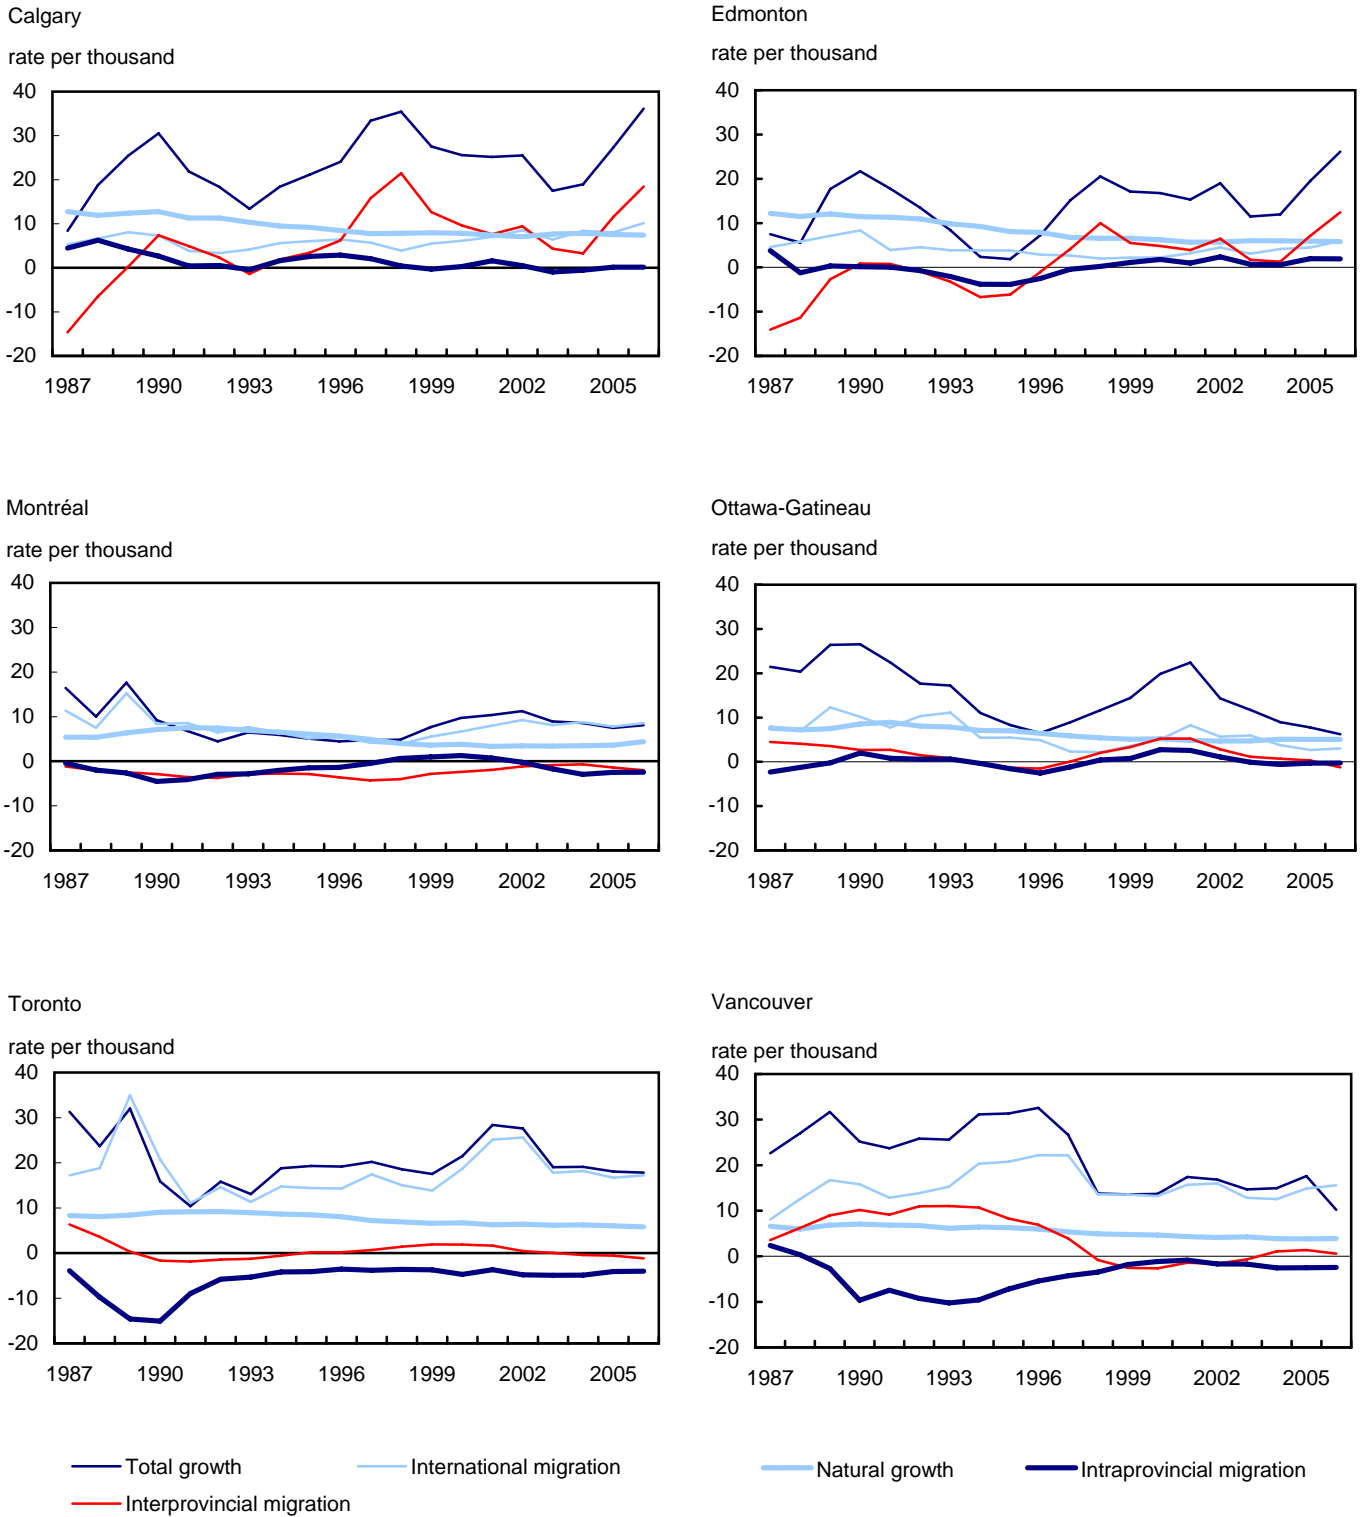 Calgary
rate per thousand
40
30
20
10
0
-10
-20
1987 1990 1993 1996 1999 2002 2005
Edmonton
rate per thousand
40
30
20
10
0
-10
-20
1987 1990 1993 1996 1999 2002 2005
Montréal
rate per thousand
40
30
20
10
0
-10
-20
1987 1990 1993 1996 1999 2002 2005
Ottawa-Gatineau
rate per thousand
40
30
20
10
0
-10
-20
1987 1990 1993 1996 1999 2002 2005
Toronto
rate per thousand
40
30
20
10
0
-10
-20
1987 1990 1993 1996 1999 2002 2005
Vancouver
rate per thousand
40
30
20
10
0
-10
-20
1987 1990 1993 1996 1999 2002 2005
Total growth International migration Natural growth Intraprovincial migration
Interprovincial migration